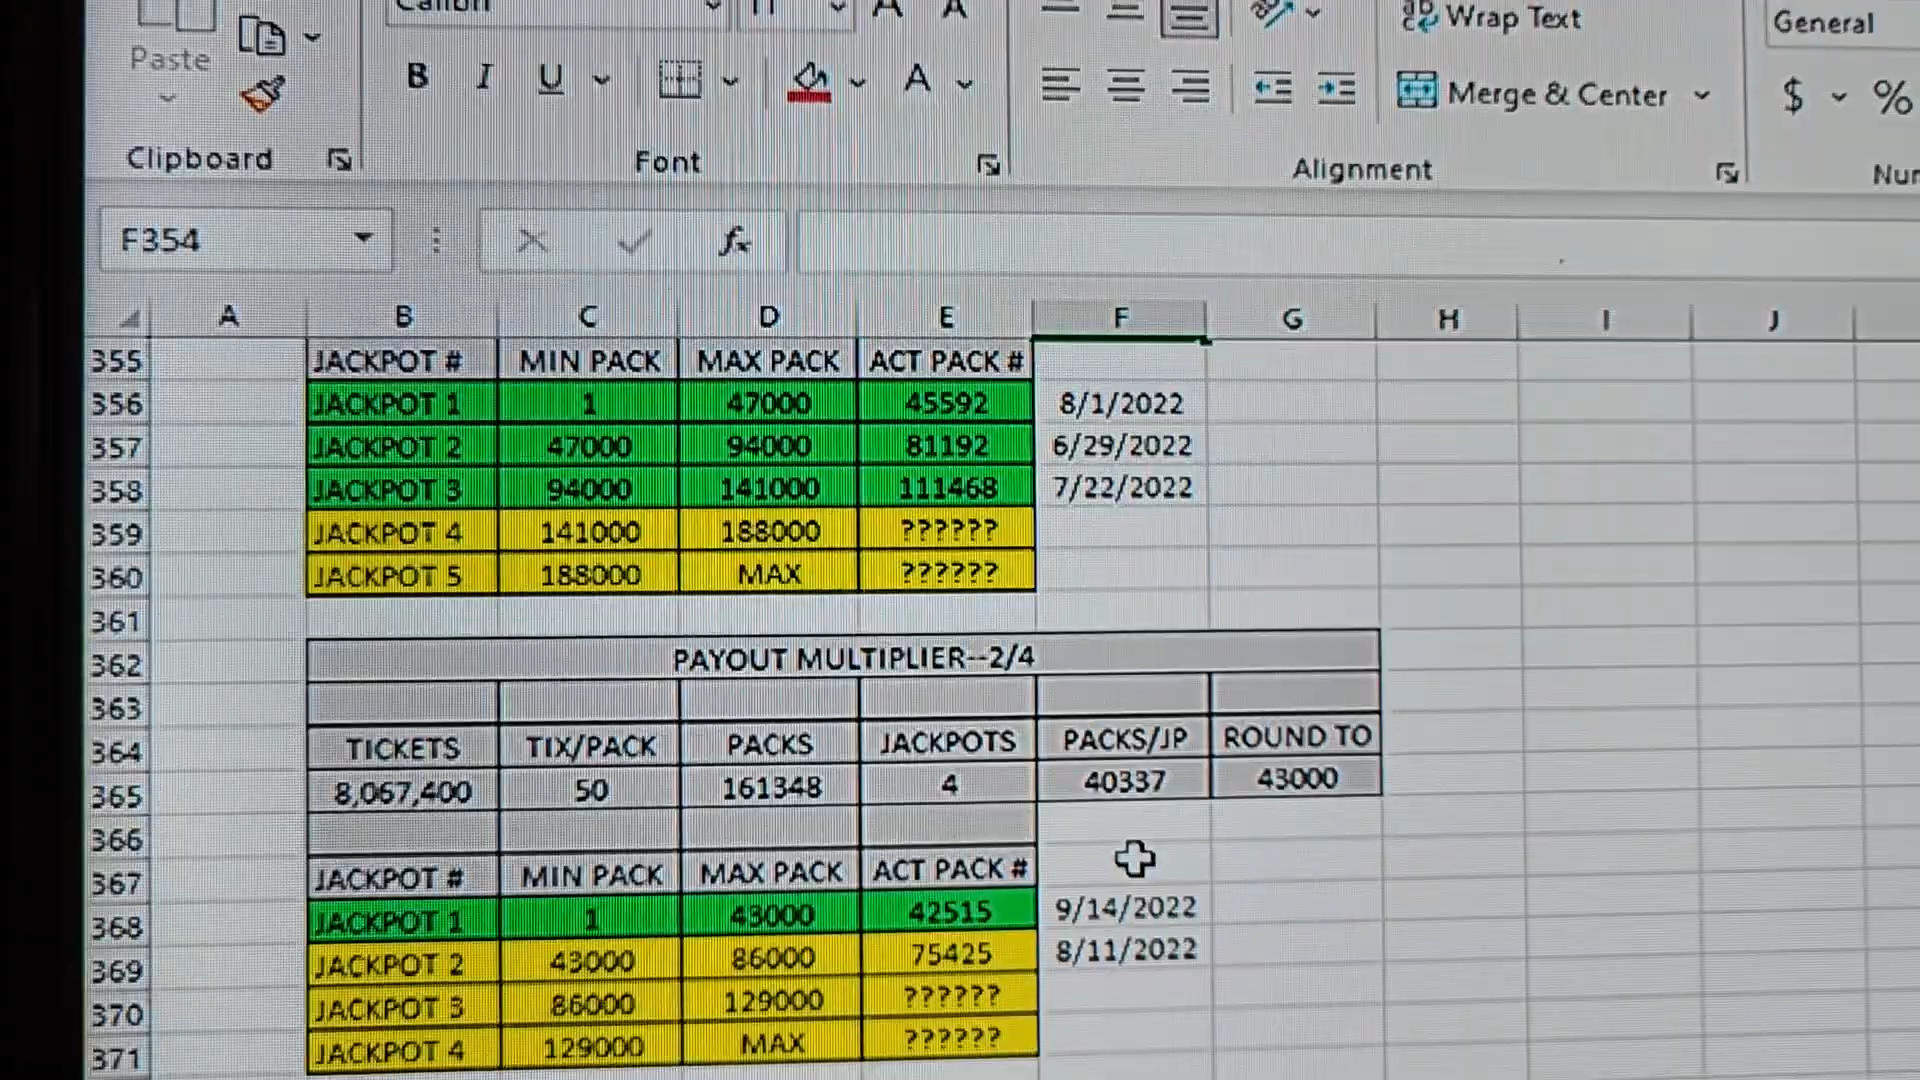 Calibri 11
Wrap Text General
Paste
B I U A Merge & Center $ %
Clipboard Font Alignment
F354 fx
A B C D E F G H I J
355 JACKPOT # MIN PACK MAX PACK ACT PACK #
356 JACKPOT 1 1 47000 45592 8/1/2022
357 JACKPOT 2 47000 94000 81192 6/29/2022
358 JACKPOT 3 94000 141000 111468 7/22/2022
359 JACKPOT 4 141000 188000 ??????
360 JACKPOT 5 188000 MAX ??????
361
362 PAYOUT MULTIPLIER--2/4
363
364 TICKETS TIX/PACK PACKS JACKPOTS PACKS/JP ROUND TO
365 8,067,400 50 161348 4 40337 43000
366
367 JACKPOT # MIN PACK MAX PACK ACT PACK #
368 JACKPOT 1 1 43000 42515 9/14/2022
369 JACKPOT 2 43000 86000 75425 8/11/2022
370 JACKPOT 3 86000 129000 ??????
371 JACKPOT 4 129000 MAX ??????